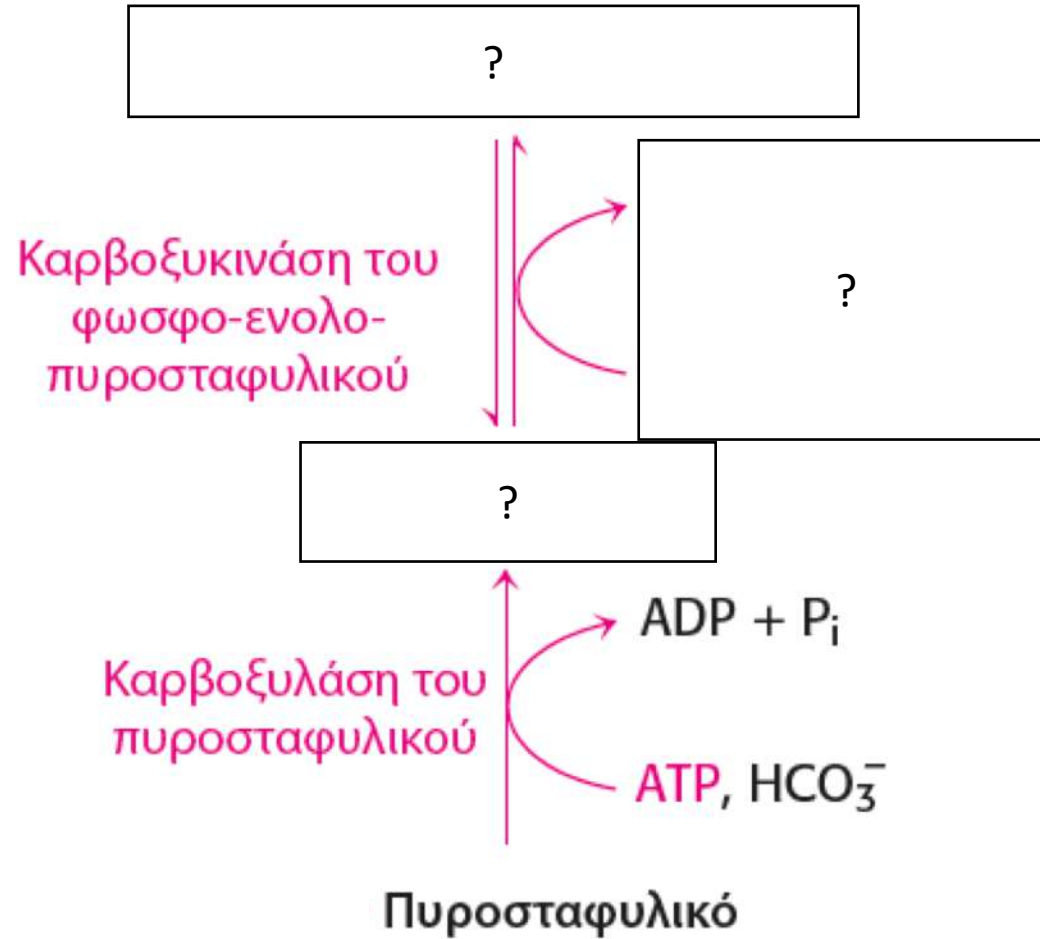 ?
Καρβοξυκινάση του
φωσφο-ενολο-
πυροσταφυλικού
?
?
ADP + Pᵢ
Καρβοξυλάση του
πυροσταφυλικού
ATP, HCO₃⁻
Πυροσταφυλικό